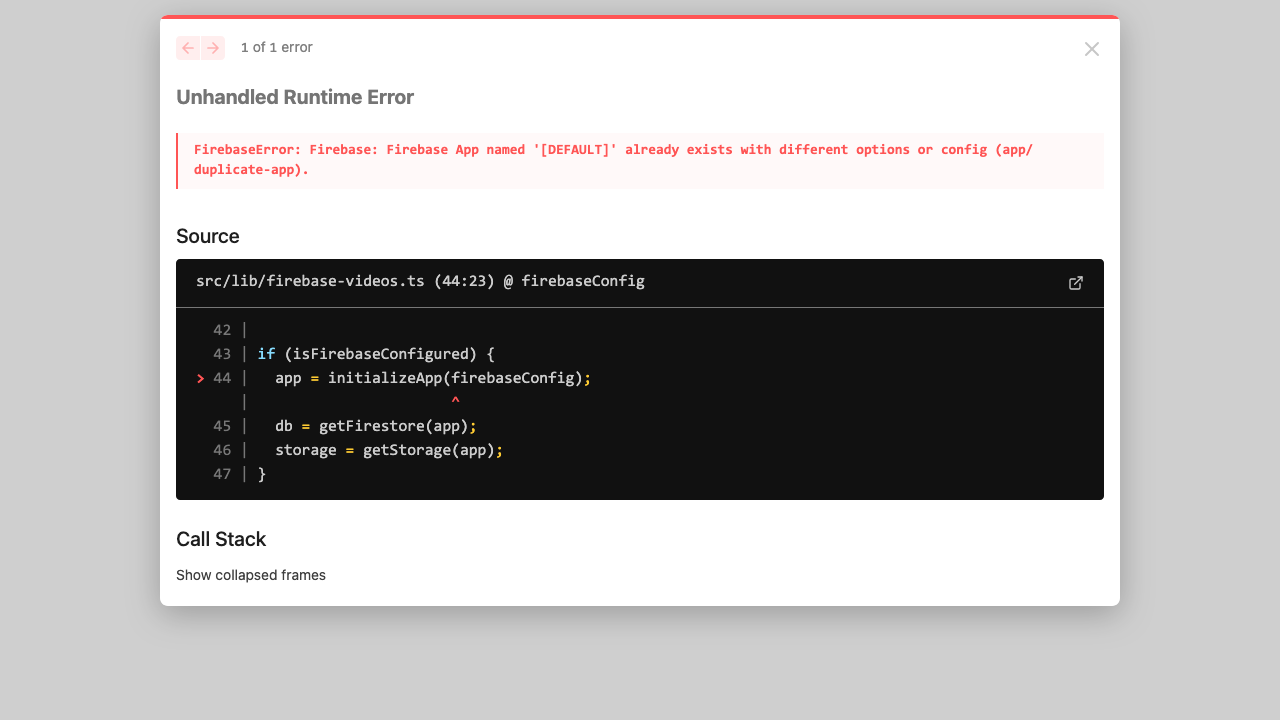 1 of 1 error
Unhandled Runtime Error
FirebaseError: Firebase: Firebase App named '[DEFAULT]' already exists with different options or config (app/
duplicate-app).
Source
src/lib/firebase-videos.ts (44:23) @ firebaseConfig
42 |
43 | if (isFirebaseConfigured) {
> 44 |   app = initializeApp(firebaseConfig);
|                       ^
45 |   db = getFirestore(app);
46 |   storage = getStorage(app);
47 | }
Call Stack
Show collapsed frames